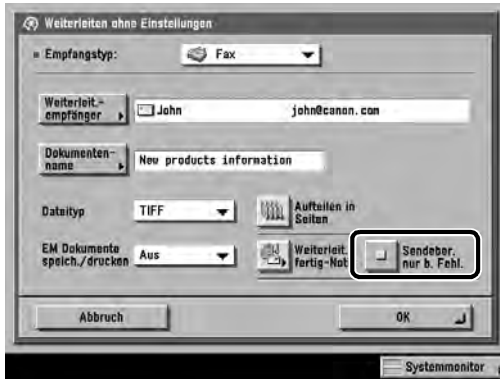 Weiterleiten ohne Einstellungen
Empfangstyp:
Fax
Weiterleit.-
empfänger
John
john@canon.com
Dokumenten-
name
New products information
Dateityp
TIFF
Aufteilen in
Seiten
EM Dokumente
speich./drucken
Aus
Weiterleit.
fertig-Not
Sendeber.
nur b. Fehl.
Abbruch
OK
Systemmonitor